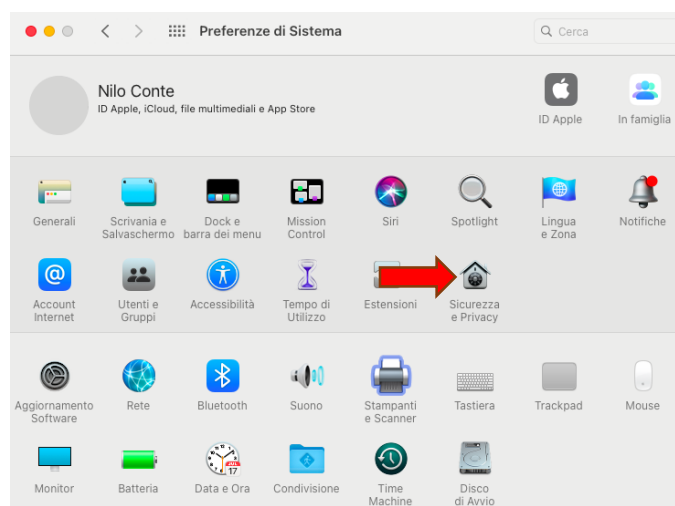 Preferenze di Sistema
Cerca
Nilo Conte
ID Apple, iCloud, file multimediali e App Store
ID Apple
In famiglia
Generali
Scrivania e
Salvaschermo
Dock e
barra dei menu
Mission
Control
Siri
Spotlight
Lingua
e Zona
Notifiche
Account
Internet
Utenti e
Gruppi
Accessibilità
Tempo di
Utilizzo
Estensioni
Sicurezza
e Privacy
Aggiornamento
Software
Rete
Bluetooth
Suono
Stampanti
e Scanner
Tastiera
Trackpad
Mouse
Monitor
Batteria
JUL
17
Data e Ora
Condivisione
Time
Machine
Disco
di Avvio